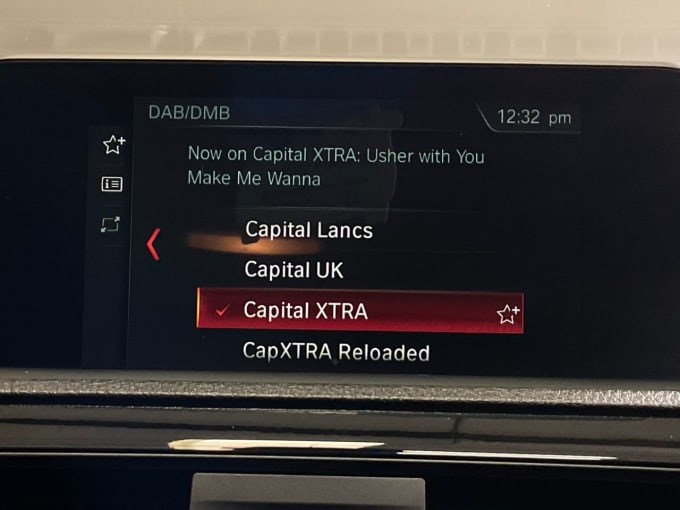 DAB/DMB
12:32 pm
Now on Capital XTRA: Usher with You
Make Me Wanna
Capital Lancs
Capital UK
Capital XTRA
CapXTRA Reloaded